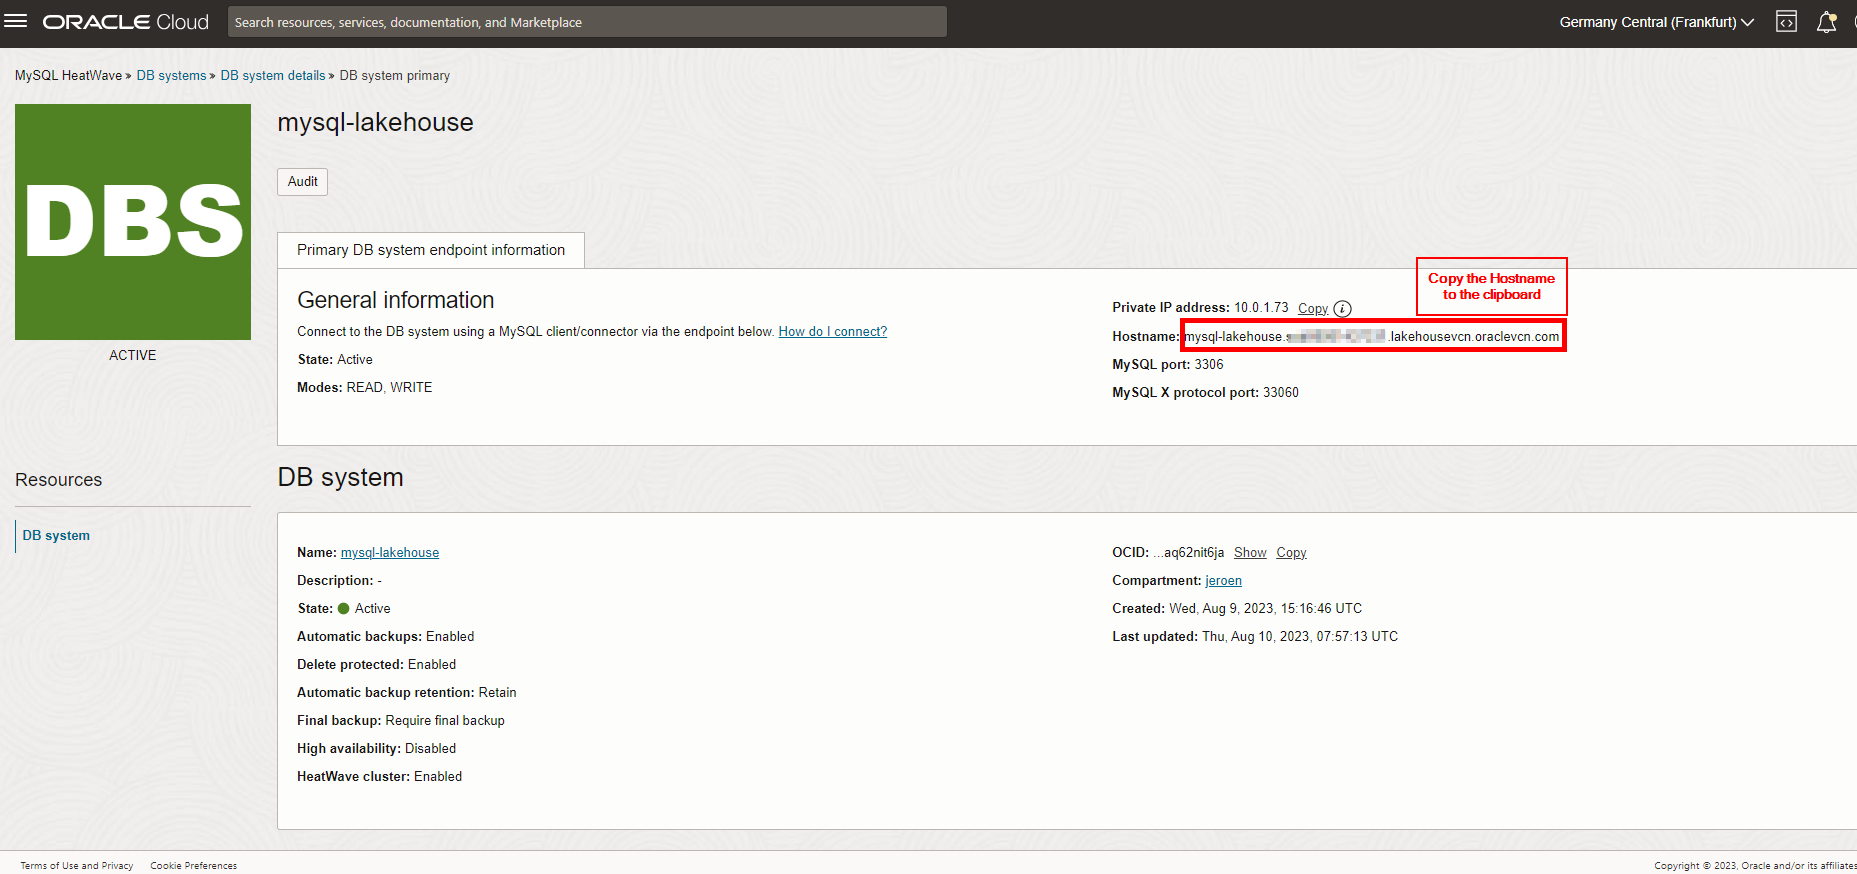 ORACLE Cloud
Search resources, services, documentation, and Marketplace
Germany Central (Frankfurt)
MySQL HeatWave » DB systems » DB system details » DB system primary
DBS
ACTIVE
mysql-lakehouse
Audit
Primary DB system endpoint information
General information
Connect to the DB system using a MySQL client/connector via the endpoint below. How do I connect?
State: Active
Modes: READ, WRITE
Copy the Hostname
to the clipboard
Private IP address: 10.0.1.73 Copy
Hostname: mysql-lakehouse. .lakehousevcn.oraclevcn.com
MySQL port: 3306
MySQL X protocol port: 33060
Resources
DB system
DB system
Name: mysql-lakehouse
Description: -
State: Active
Automatic backups: Enabled
Delete protected: Enabled
Automatic backup retention: Retain
Final backup: Require final backup
High availability: Disabled
HeatWave cluster: Enabled
OCID: ...aq62nit6ja Show Copy
Compartment: jeroen
Created: Wed, Aug 9, 2023, 15:16:46 UTC
Last updated: Thu, Aug 10, 2023, 07:57:13 UTC
Terms of Use and Privacy Cookie Preferences
Copyright © 2023, Oracle and/or its affiliates